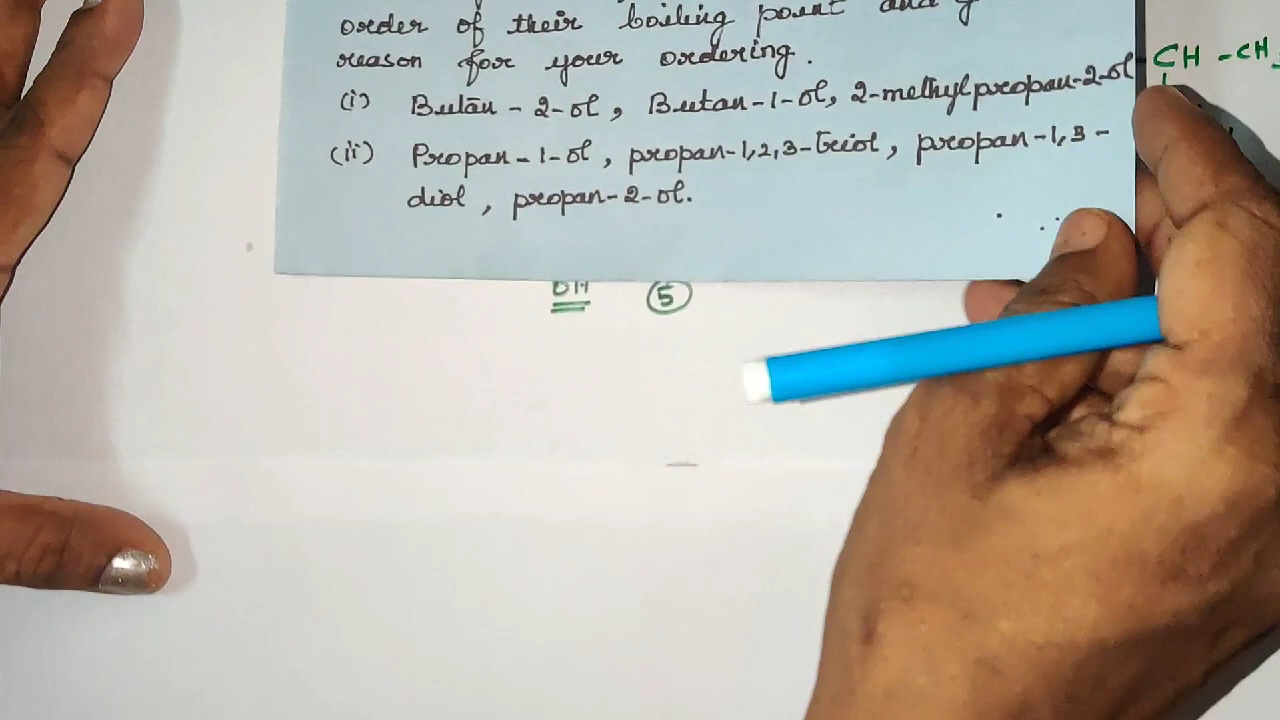 order of their boiling point and
reason for your ordering.
(i) Butan - 2-ol, Butan-1-ol, 2-methylpropan-2-ol
(ii) Propan-1-ol, propan-1,2,3-triol, propan-1,3-
diol, propan-2-ol.
CH - CH
OH 5